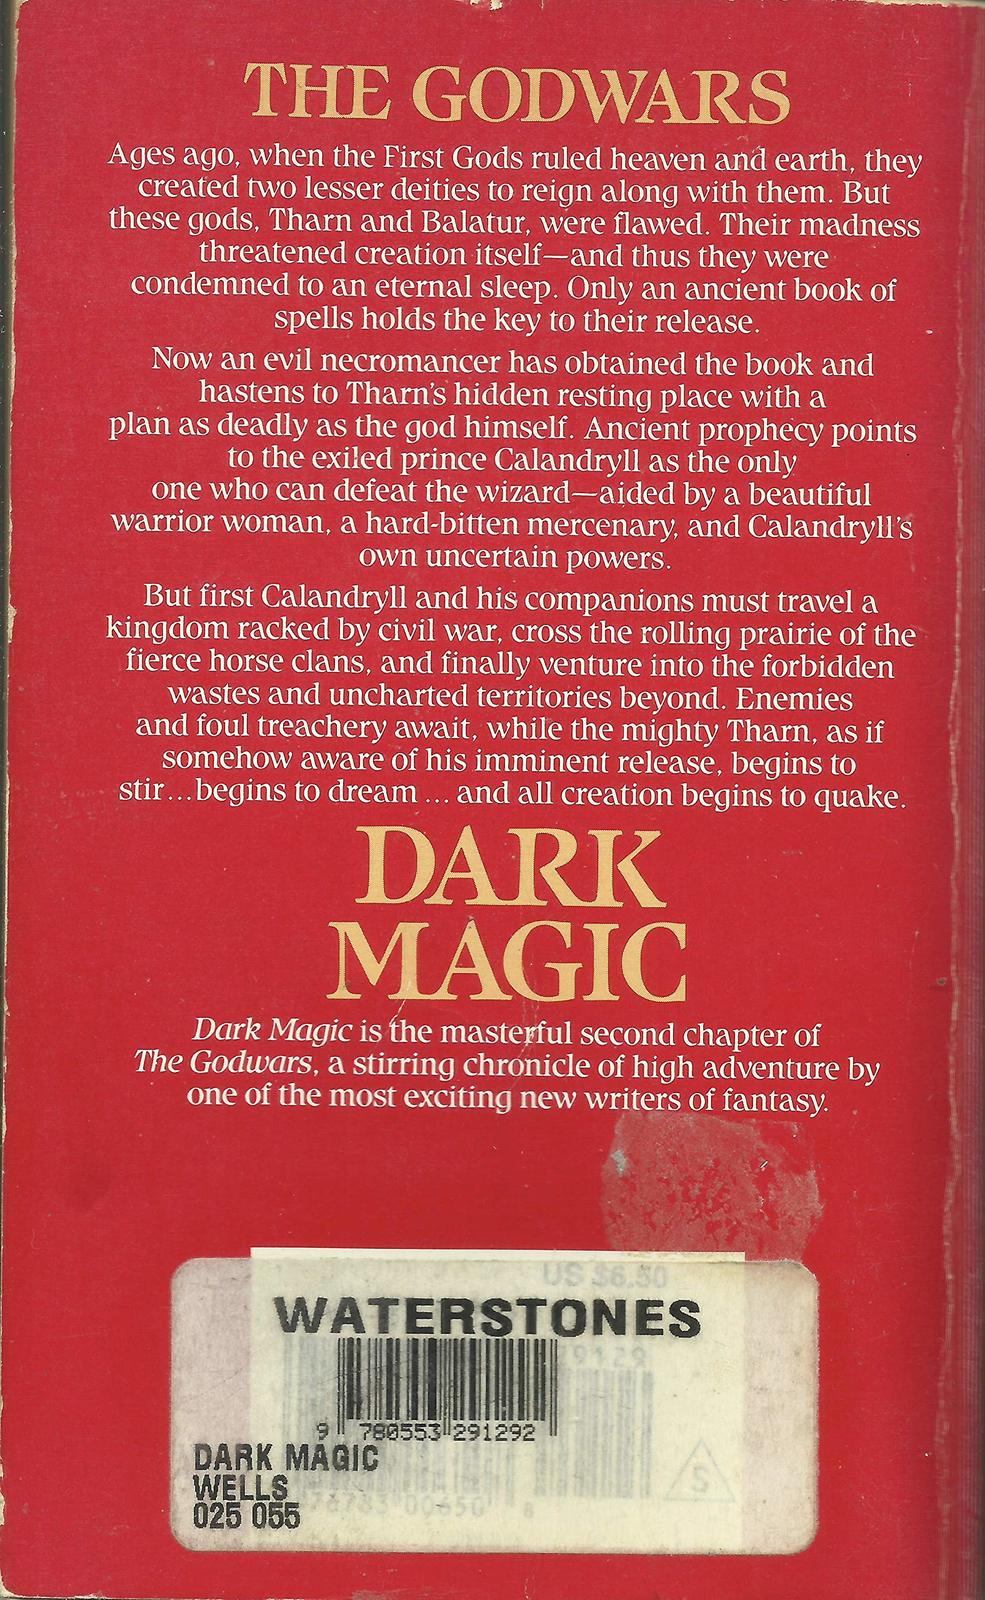 THE GODWARS
Ages ago, when the First Gods ruled heaven and earth, they
created two lesser deities to reign along with them. But
these gods, Tharn and Balatur, were flawed. Their madness
threatened creation itself—and thus they were
condemned to an eternal sleep. Only an ancient book of
spells holds the key to their release.
Now an evil necromancer has obtained the book and
hastens to Tharn's hidden resting place with a
plan as deadly as the god himself. Ancient prophecy points
to the exiled prince Calandryll as the only
one who can defeat the wizard—aided by a beautiful
warrior woman, a hard-bitten mercenary, and Calandryll's
own uncertain powers.
But first Calandryll and his companions must travel a
kingdom racked by civil war, cross the rolling prairie of the
fierce horse clans, and finally venture into the forbidden
wastes and uncharted territories beyond. Enemies
and foul treachery await, while the mighty Tharn, as if
somehow aware of his imminent release, begins to
stir...begins to dream ... and all creation begins to quake.
DARK
MAGIC
Dark Magic is the masterful second chapter of
The Godwars, a stirring chronicle of high adventure by
one of the most exciting new writers of fantasy.
US $6.50
WATERSTONES
29129
9 780553 291292
DARK MAGIC
WELLS
025 055
S